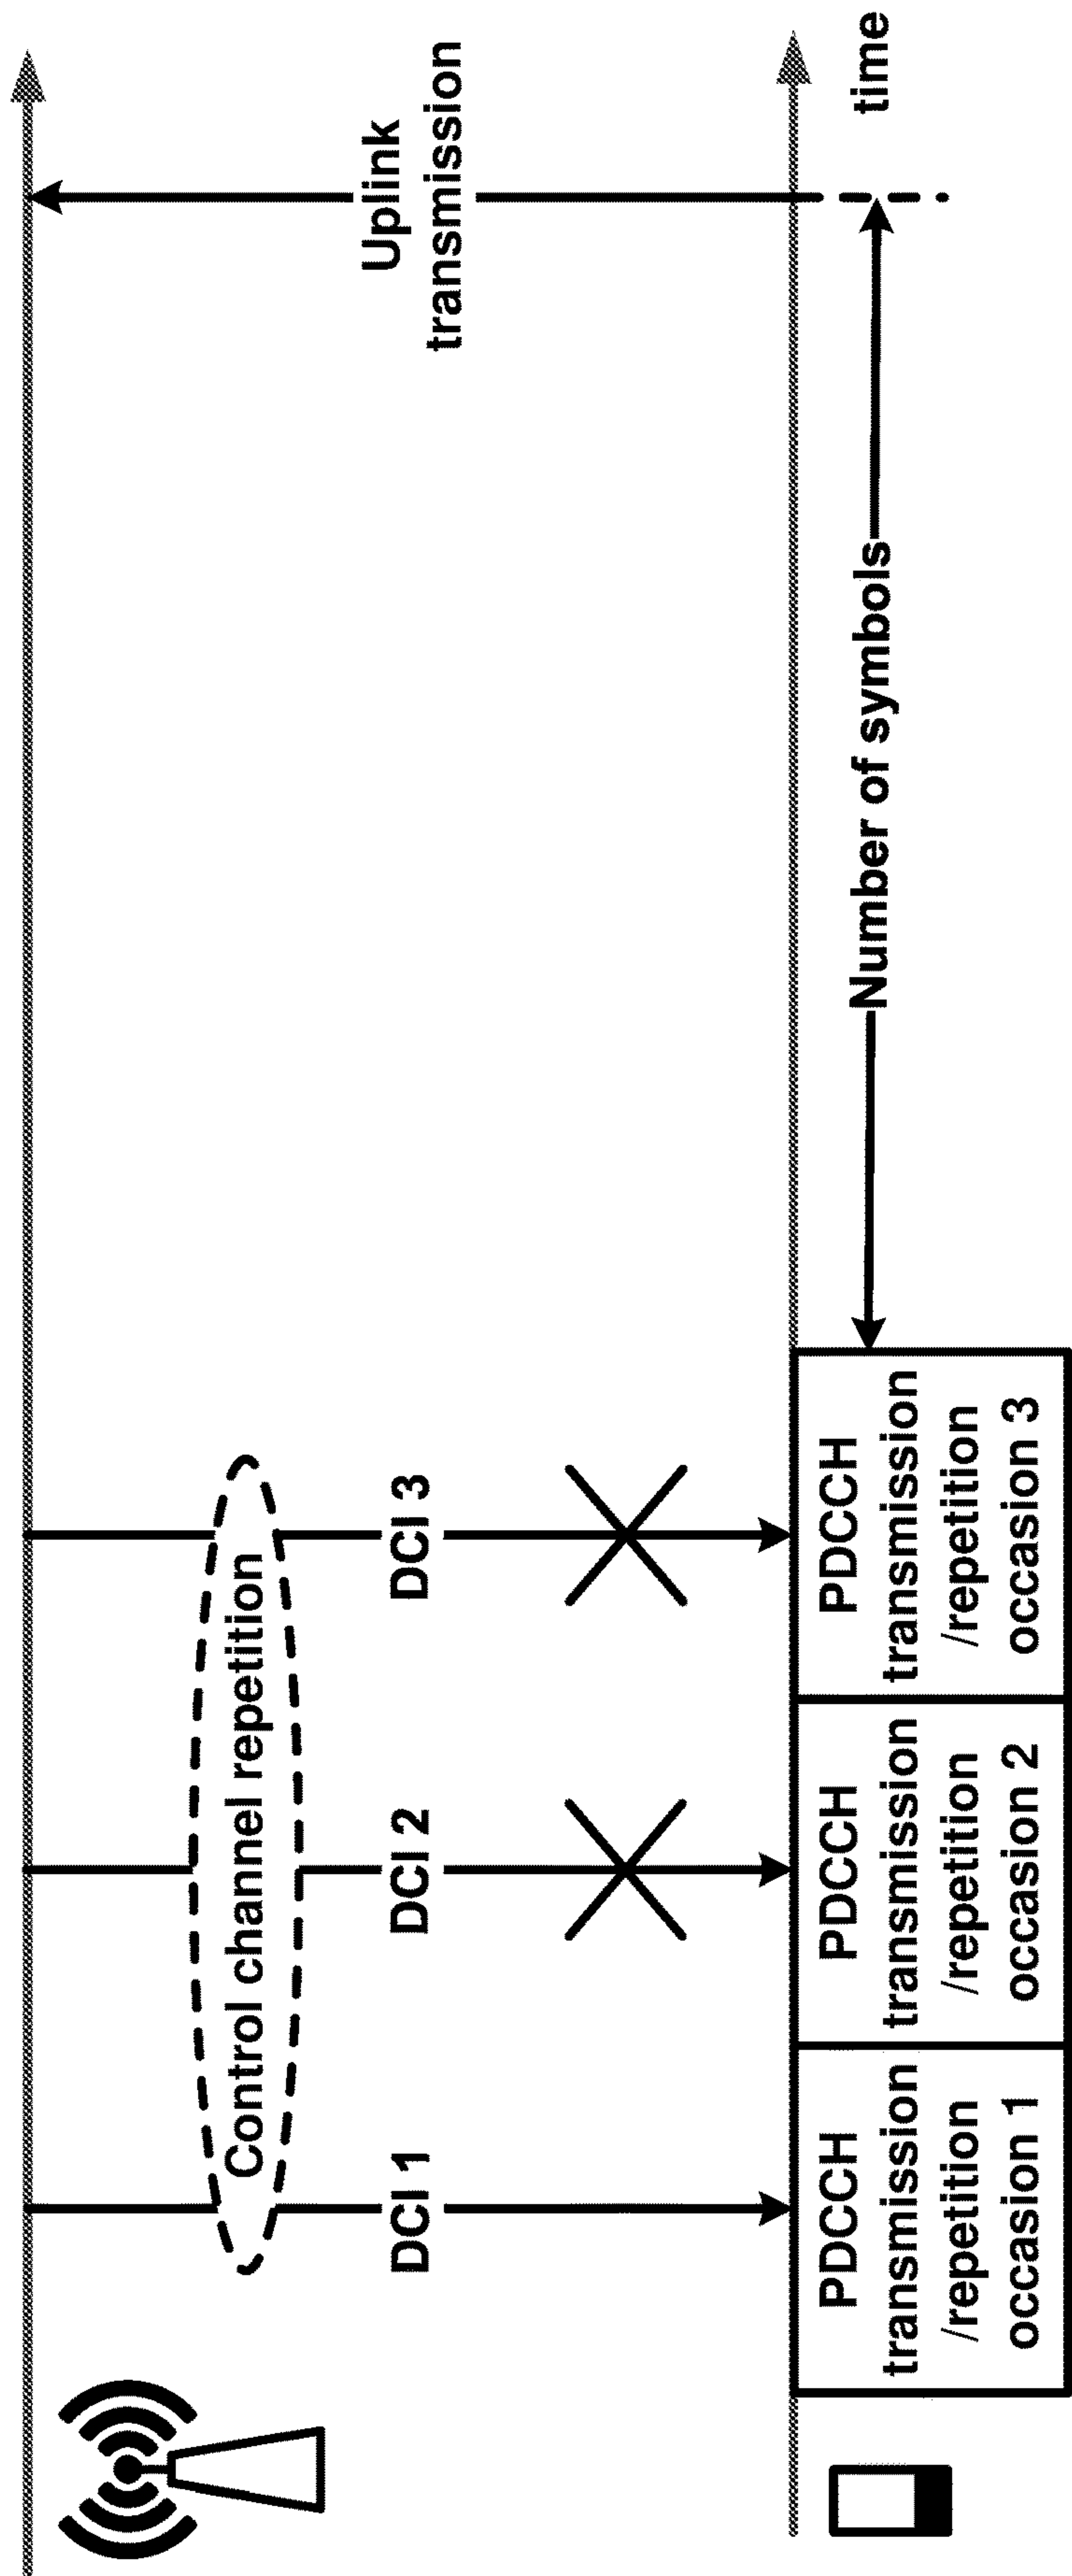 Control channel repetition
DCI 1
DCI 2
DCI 3
Uplink
transmission
PDCCH
transmission
/repetition
occasion 1
PDCCH
transmission
/repetition
occasion 2
PDCCH
transmission
/repetition
occasion 3
Number of symbols
time